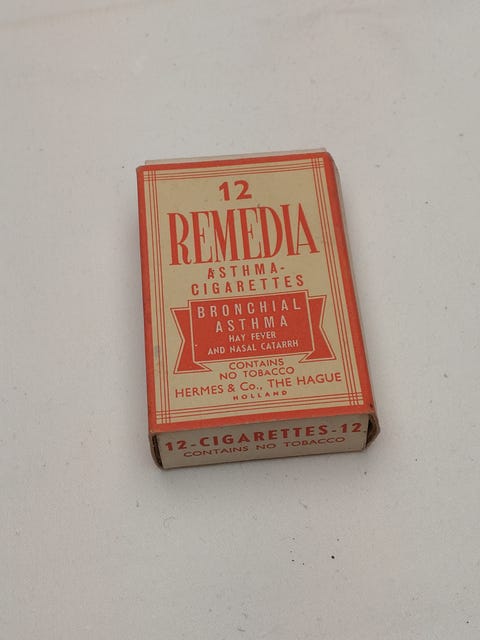 12
REMEDIA
ASTHMA-
CIGARETTES
BRONCHIAL
ASTHMA
HAY FEVER
AND NASAL CATARRH
CONTAINS
NO TOBACCO
HERMES & Co., THE HAGUE
HOLLAND
12-CIGARETTES-12
CONTAINS NO TOBACCO